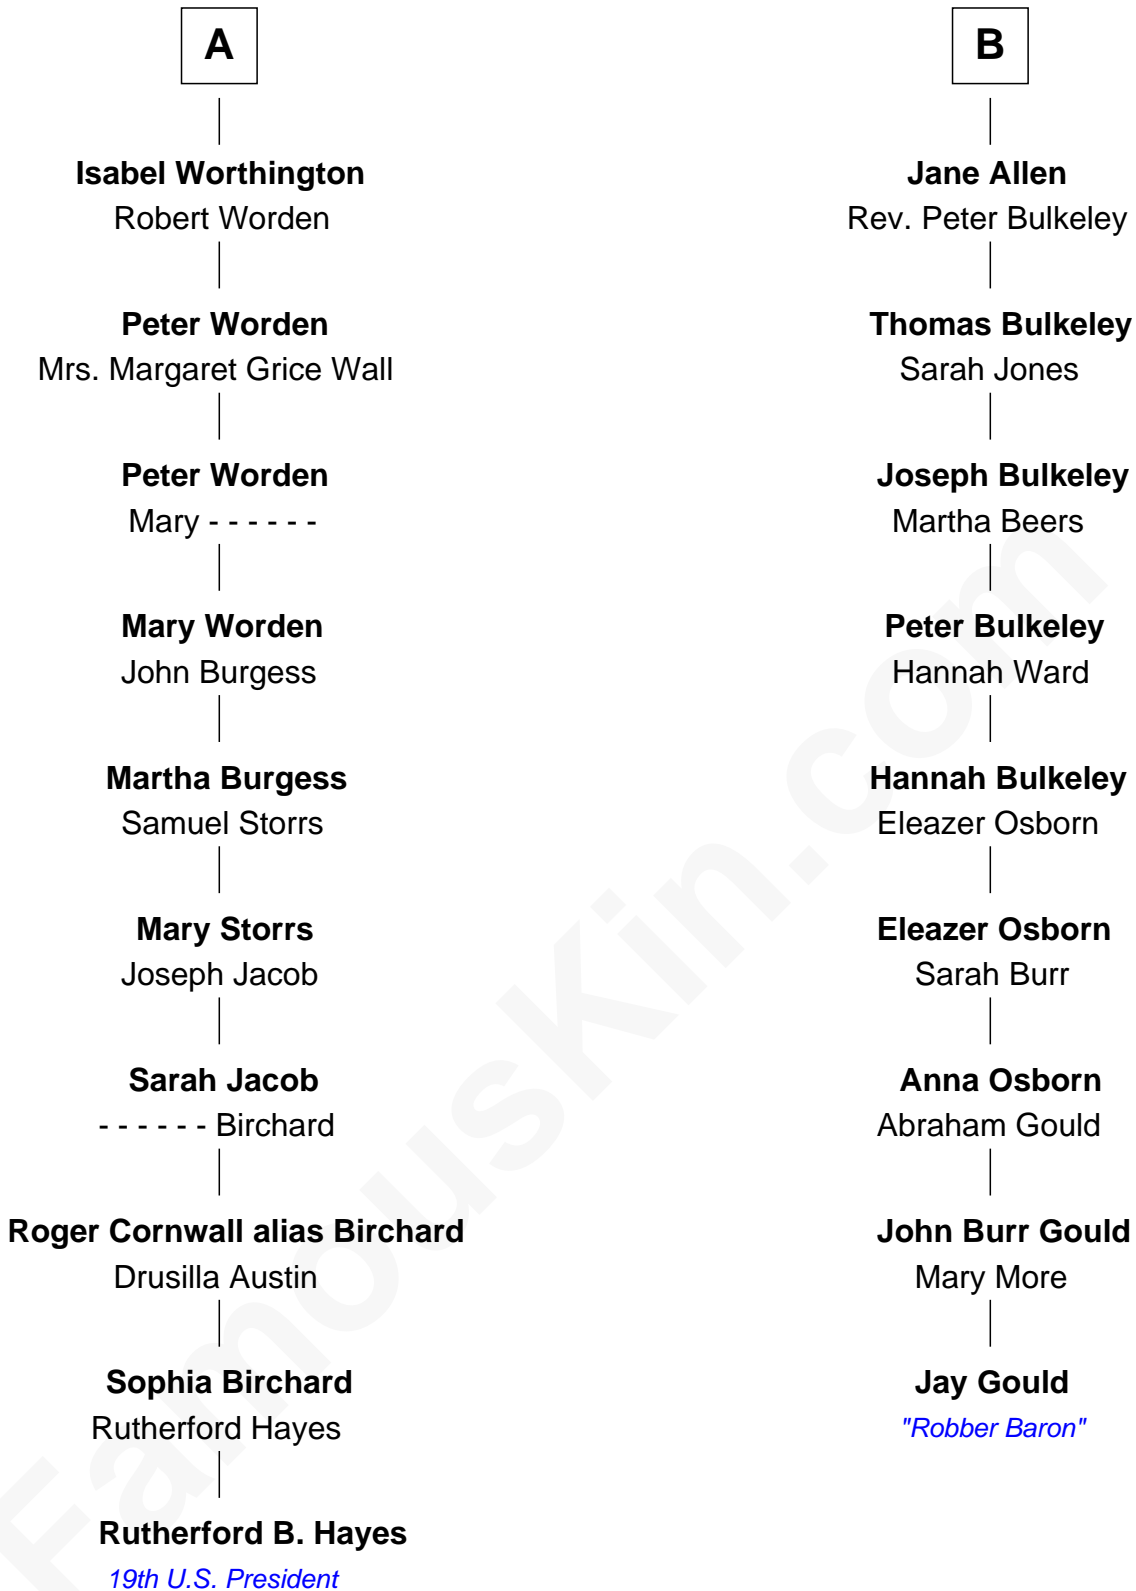 A
Isabel Worthington
Robert Worden
Peter Worden
Mrs. Margaret Grice Wall
Peter Worden
Mary - - - - - -
Mary Worden
John Burgess
Martha Burgess
Samuel Storrs
Mary Storrs
Joseph Jacob
Sarah Jacob
- - - - - - Birchard
Roger Cornwall alias Birchard
Drusilla Austin
Sophia Birchard
Rutherford Hayes
Rutherford B. Hayes
19th U.S. President
B
Jane Allen
Rev. Peter Bulkeley
Thomas Bulkeley
Sarah Jones
Joseph Bulkeley
Martha Beers
Peter Bulkeley
Hannah Ward
Hannah Bulkeley
Eleazer Osborn
Eleazer Osborn
Sarah Burr
Anna Osborn
Abraham Gould
John Burr Gould
Mary More
Jay Gould
"Robber Baron"
FamousKin.com